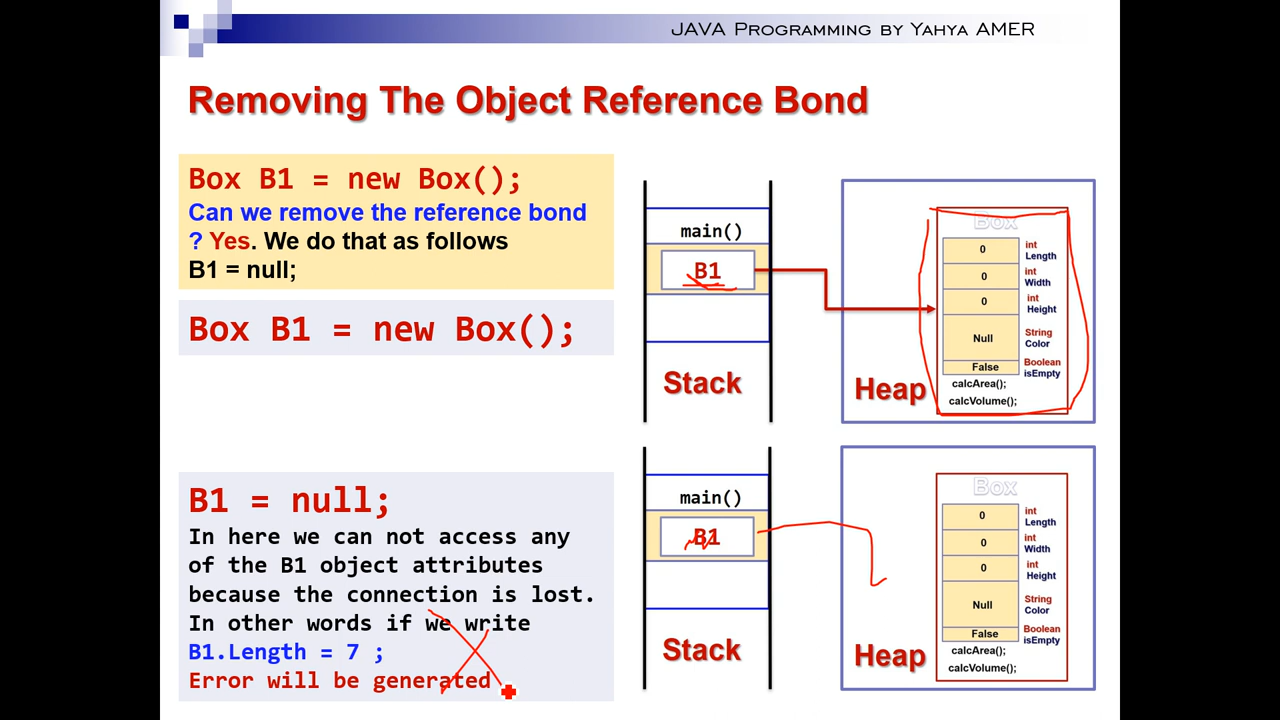 JAVA Programming by Yahya AMER
Removing The Object Reference Bond
Box B1 = new Box();
Can we remove the reference bond
? Yes. We do that as follows
B1 = null;
Box B1 = new Box();
main()
B1
Stack
Heap
Box
0
int
Length
0
int
Width
0
int
Height
Null
String
Color
False
Boolean
isEmpty
calcArea();
calcVolume();
B1 = null;
In here we can not access any
of the B1 object attributes
because the connection is lost.
In other words if we write
B1.Length = 7 ;
Error will be generated
main()
B1
Stack
Heap
Box
0
int
Length
0
int
Width
0
int
Height
Null
String
Color
False
Boolean
isEmpty
calcArea();
calcVolume();